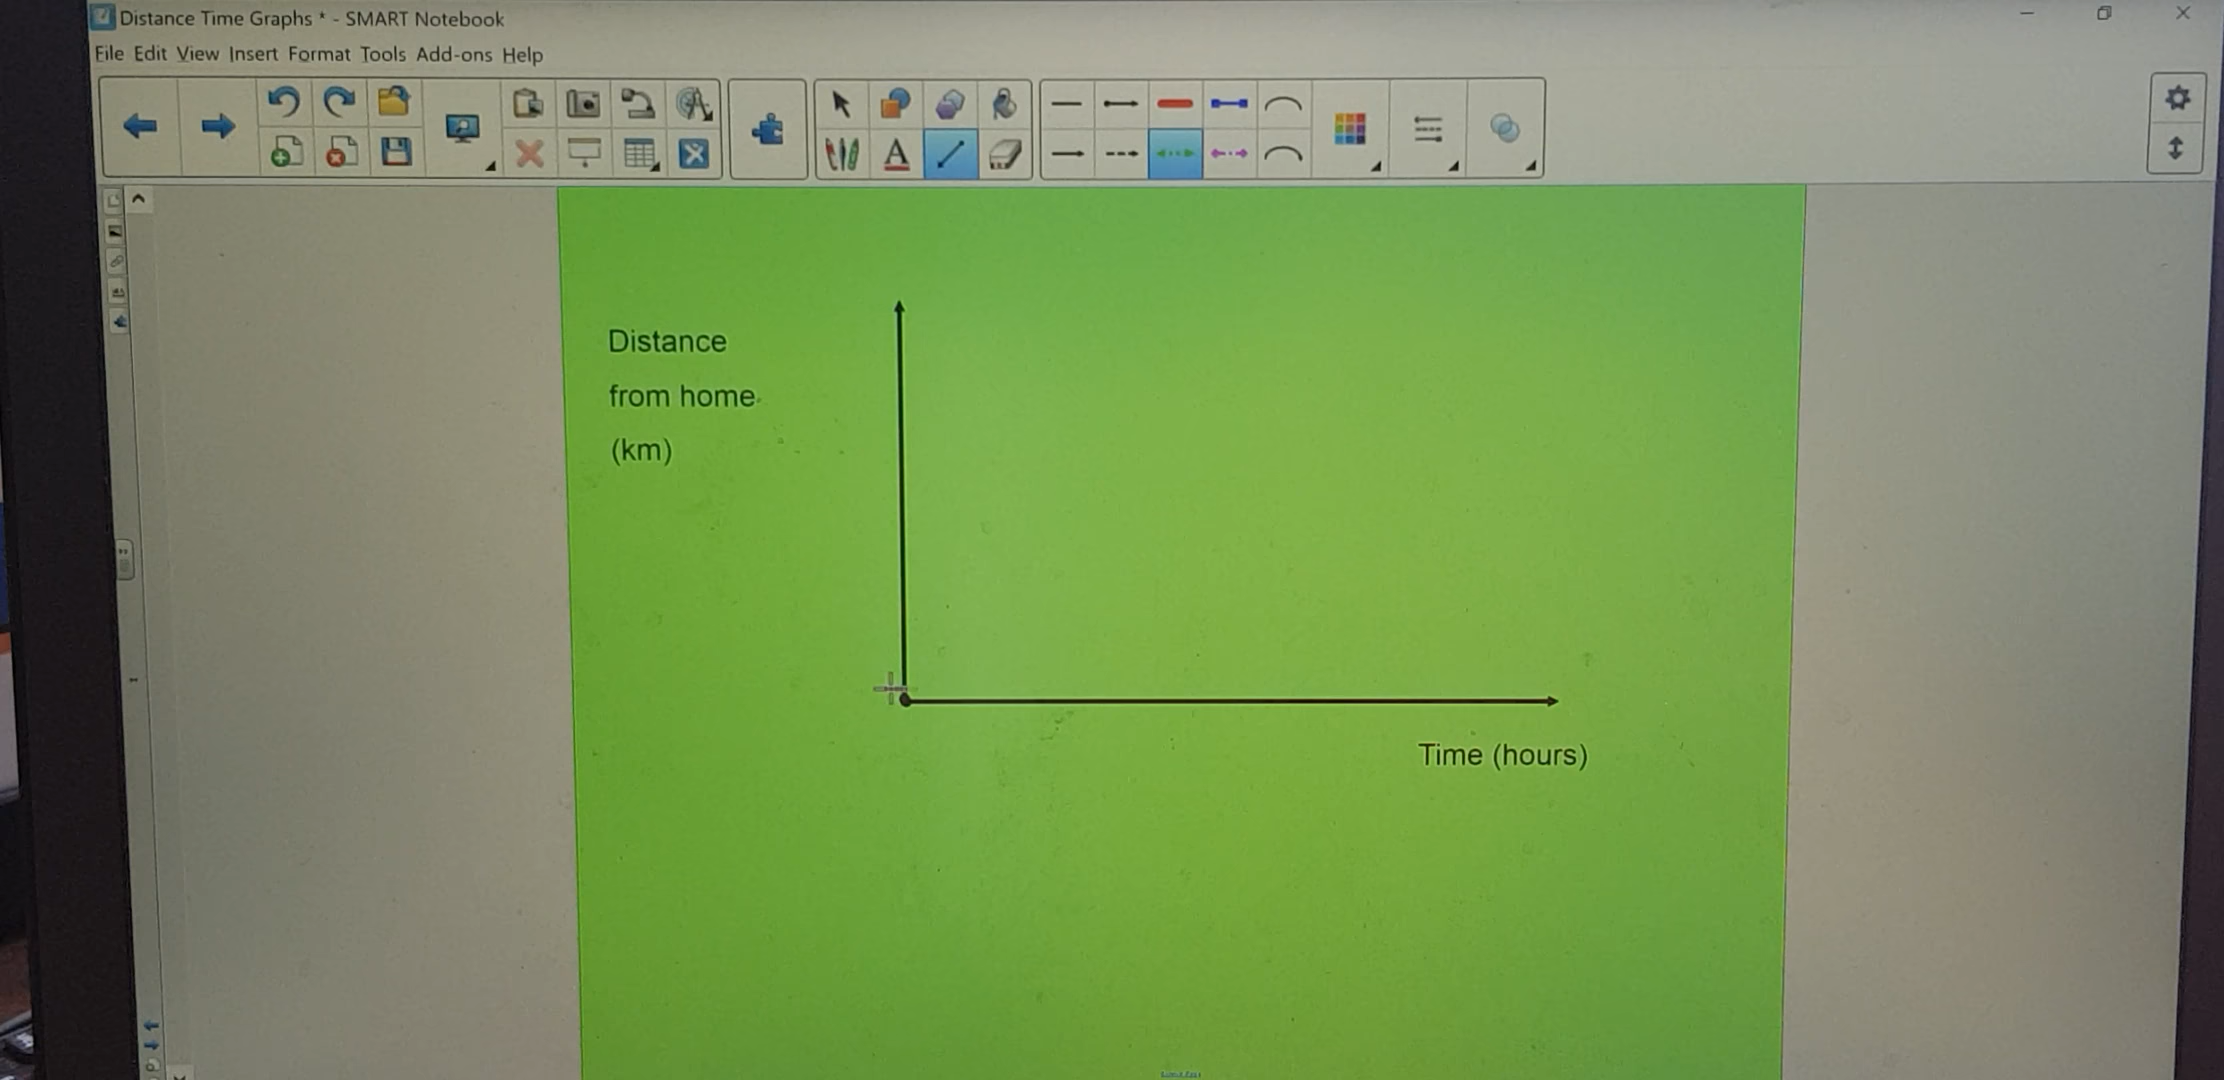 Distance Time Graphs * - SMART Notebook
File Edit View Insert Format Tools Add-ons Help
Distance
from home
(km)
Time (hours)